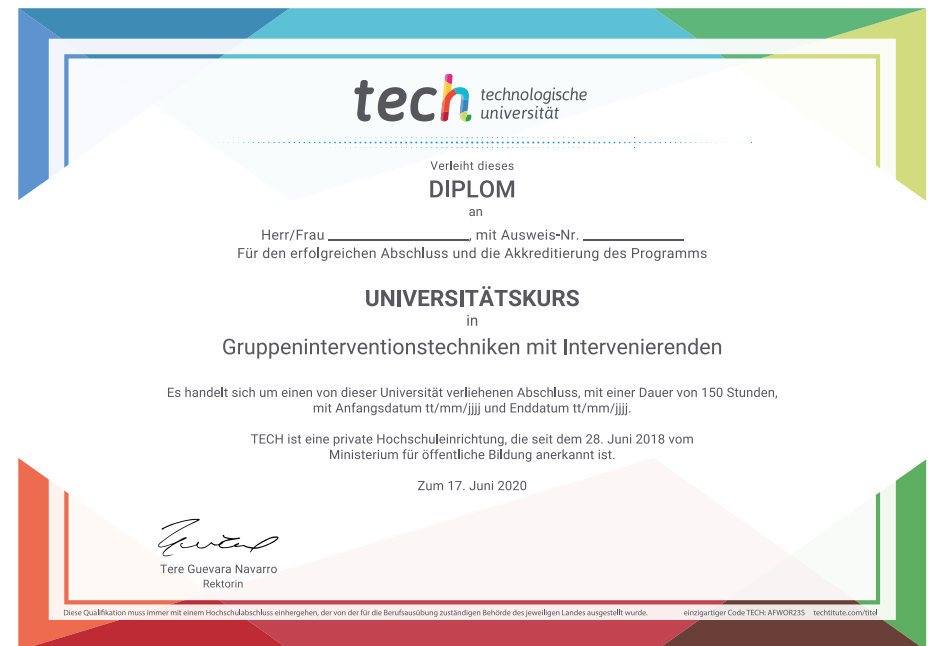 tech technologische
universität
Verleiht dieses
DIPLOM
an
Herr/Frau ____________________, mit Ausweis-Nr. ______________
Für den erfolgreichen Abschluss und die Akkreditierung des Programms
UNIVERSITÄTSKURS
in
Gruppeninterventionstechniken mit Intervenierenden
Es handelt sich um einen von dieser Universität verliehenen Abschluss, mit einer Dauer von 150 Stunden,
mit Anfangsdatum tt/mm/jjjj und Enddatum tt/mm/jjjj.
TECH ist eine private Hochschuleinrichtung, die seit dem 28. Juni 2018 vom
Ministerium für öffentliche Bildung anerkannt ist.
Zum 17. Juni 2020
Tere Guevara Navarro
Rektorin
Diese Qualifikation muss immer mit einem Hochschulabschluss einhergehen, der von der für die Berufsausübung zuständigen Behörde des jeweiligen Landes ausgestellt wurde. einzigartiger Code TECH: AFWOR23S techtitute.com/titel